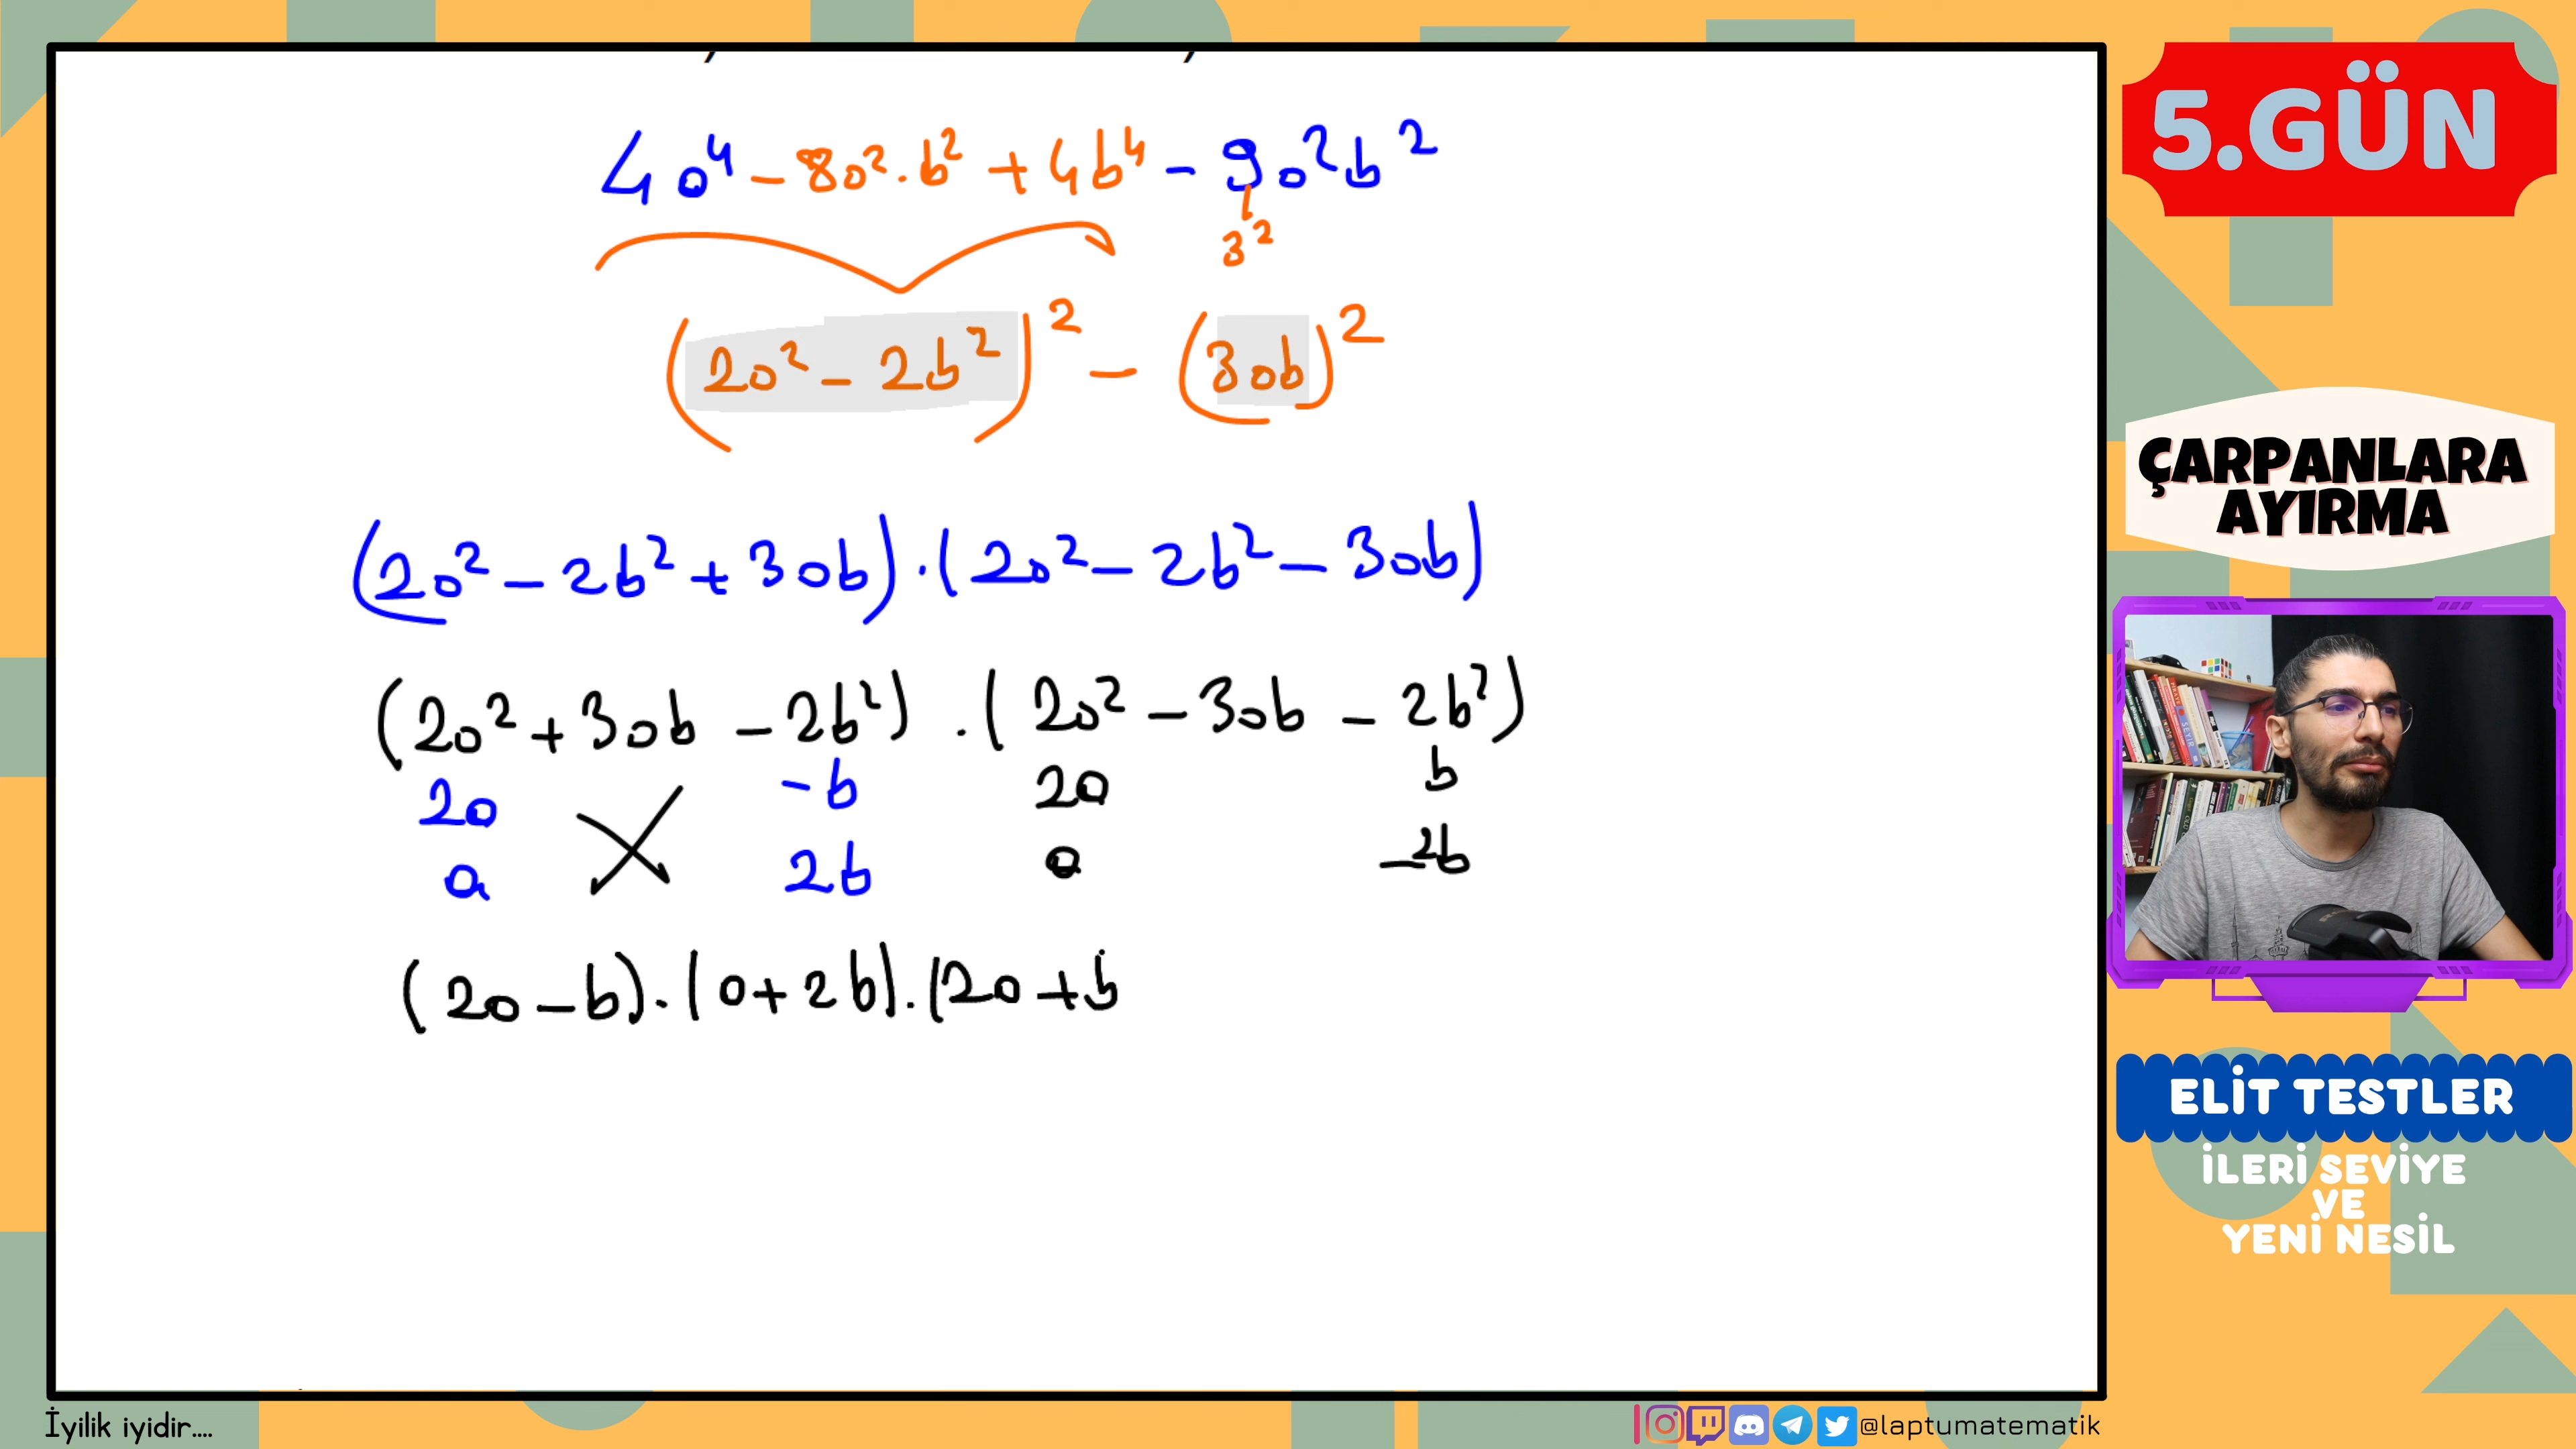 4a⁴ - 8a².b² + 4b⁴ - 9a²b²
3²
(2a² - 2b²)² - (3ab)²
(2a² - 2b² + 3ab).(2a² - 2b² - 3ab)
(2a² + 3ab - 2b²).(2a² - 3ab - 2b²)
2a -b 2a b
a 2b a -2b
(2a - b).(a + 2b).(2a + b
5.GÜN
ÇARPANLARA
AYIRMA
ELİT TESTLER
İLERİ SEVİYE
VE
YENİ NESİL
İyilik iyidir....
@laptumatematik